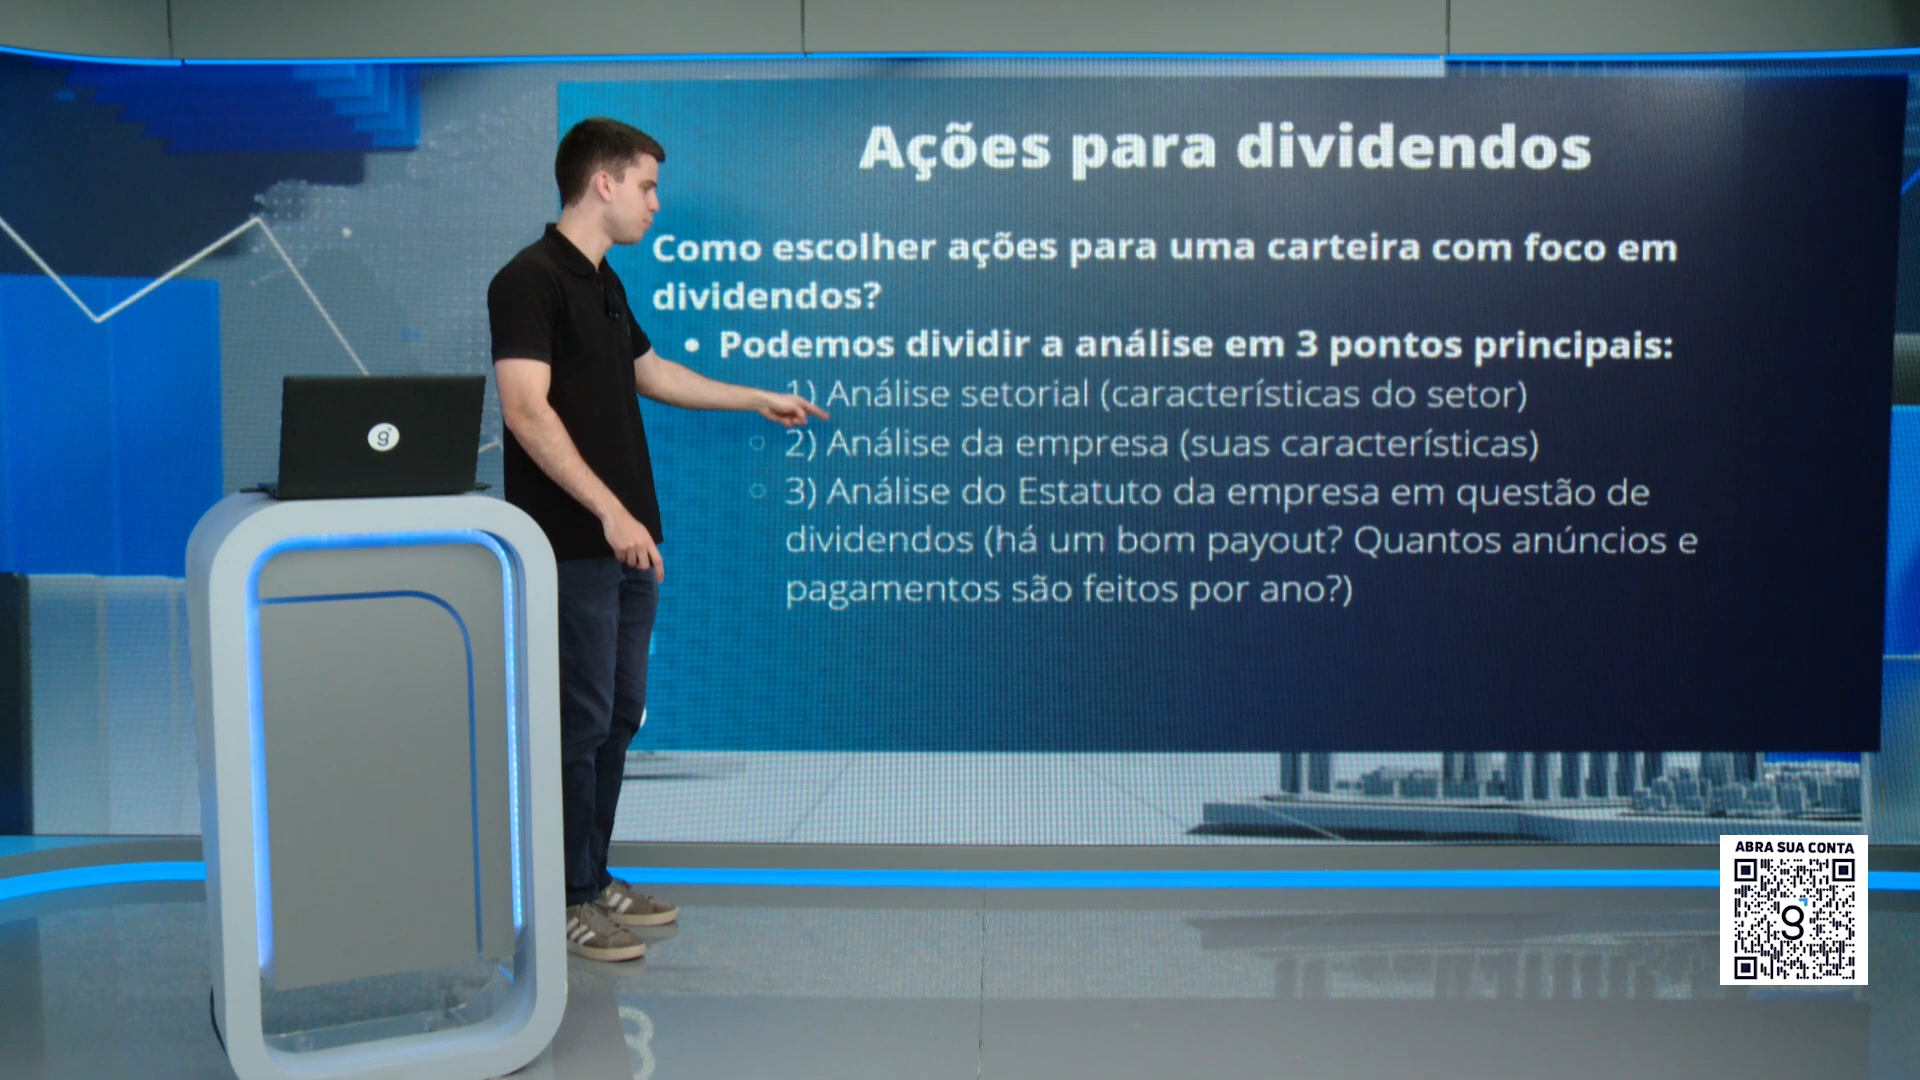 Ações para dividendos
Como escolher ações para uma carteira com foco em
dividendos?
• Podemos dividir a análise em 3 pontos principais:
1) Análise setorial (características do setor)
2) Análise da empresa (suas características)
3) Análise do Estatuto da empresa em questão de
dividendos (há um bom payout? Quantos anúncios e
pagamentos são feitos por ano?)
g
ABRA SUA CONTA
g